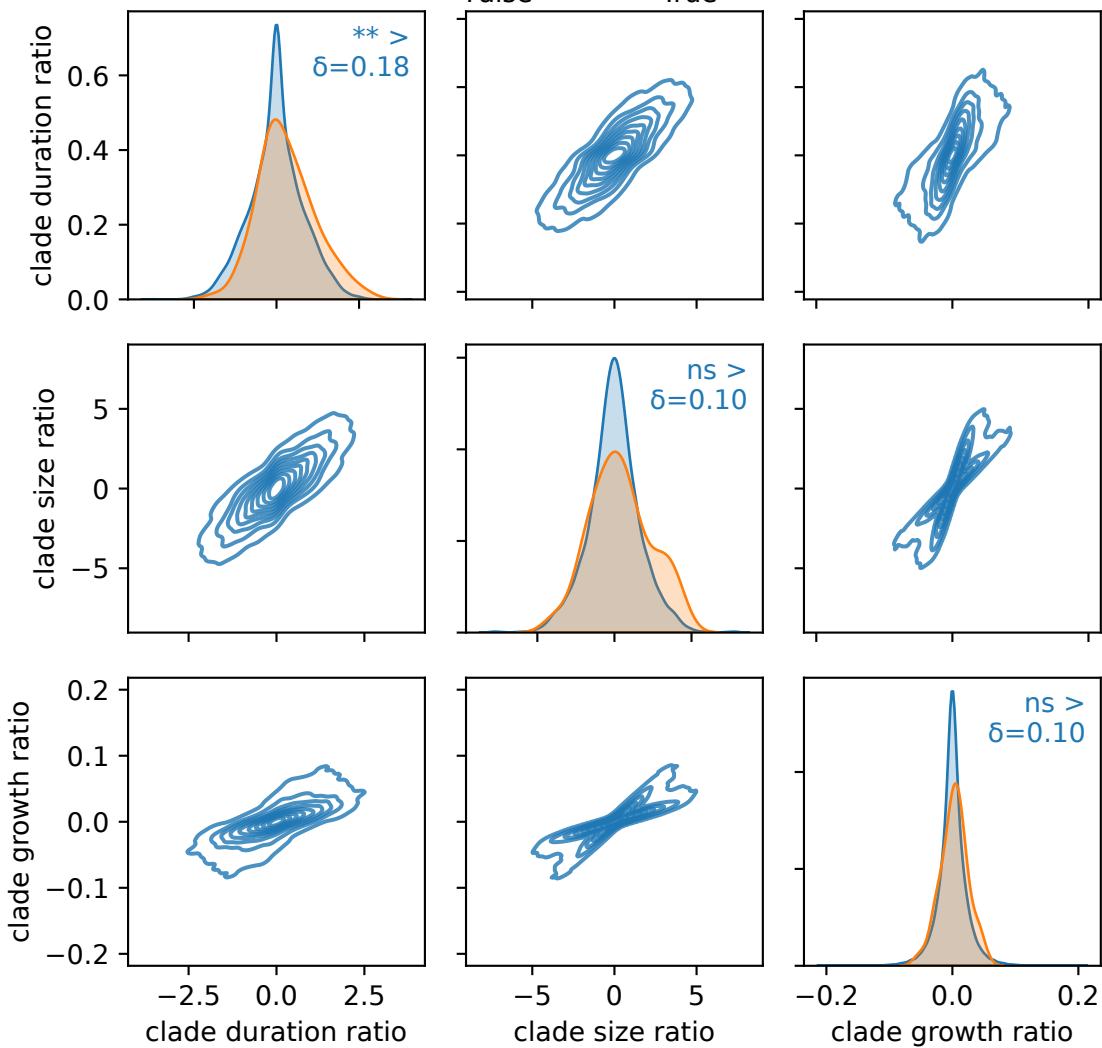 False True
clade duration ratio
** >
δ=0.18
0.6
0.4
0.2
0.0
clade size ratio
ns >
δ=0.10
5
0
−5
clade growth ratio
ns >
δ=0.10
0.2
0.1
0.0
−0.1
−0.2
−2.5 0.0 2.5 −5 0 5 −0.2 0.0 0.2
clade duration ratio clade size ratio clade growth ratio